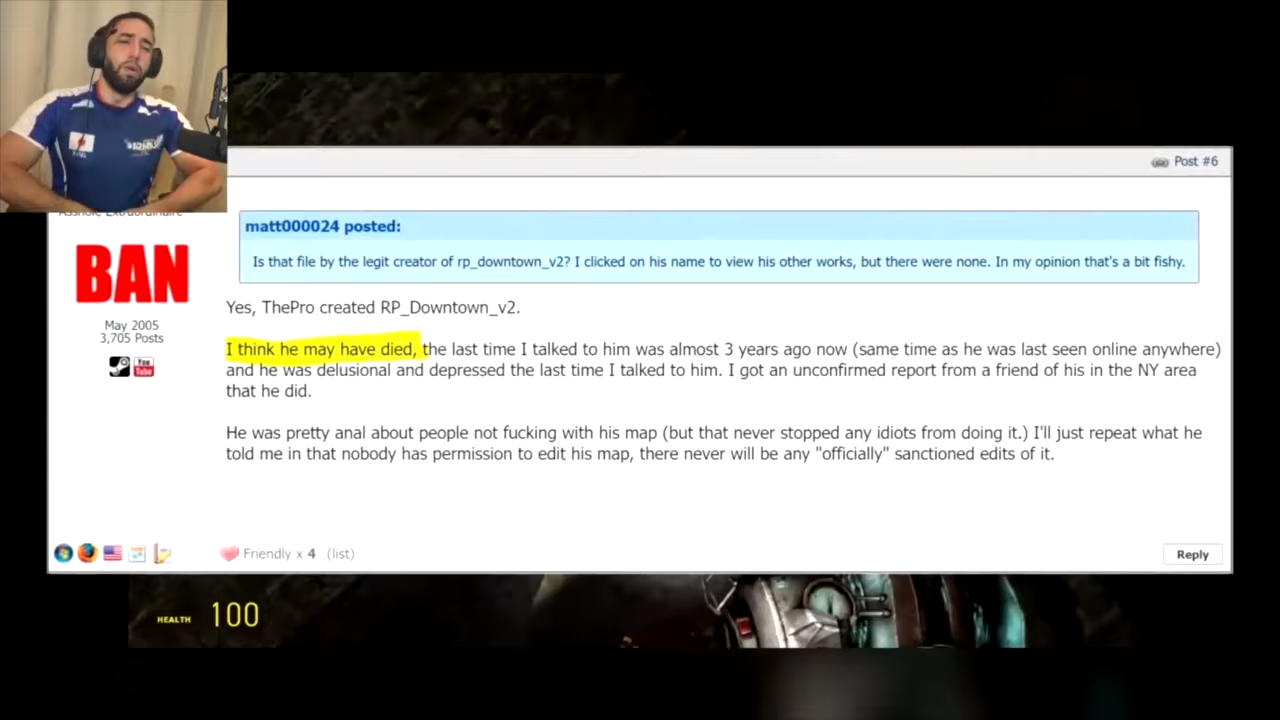 Post #6
Asshole Extraordinaire
matt000024 posted:
Is that file by the legit creator of rp_downtown_v2? I clicked on his name to view his other works, but there were none. In my opinion that's a bit fishy.
BAN
Yes, ThePro created RP_Downtown_v2.
May 2005
3,705 Posts
I think he may have died, the last time I talked to him was almost 3 years ago now (same time as he was last seen online anywhere)
and he was delusional and depressed the last time I talked to him. I got an unconfirmed report from a friend of his in the NY area
that he did.
You
Tube
He was pretty anal about people not fucking with his map (but that never stopped any idiots from doing it.) I'll just repeat what he
told me in that nobody has permission to edit his map, there never will be any "officially" sanctioned edits of it.
Friendly x 4 (list)
Reply
HEALTH 100